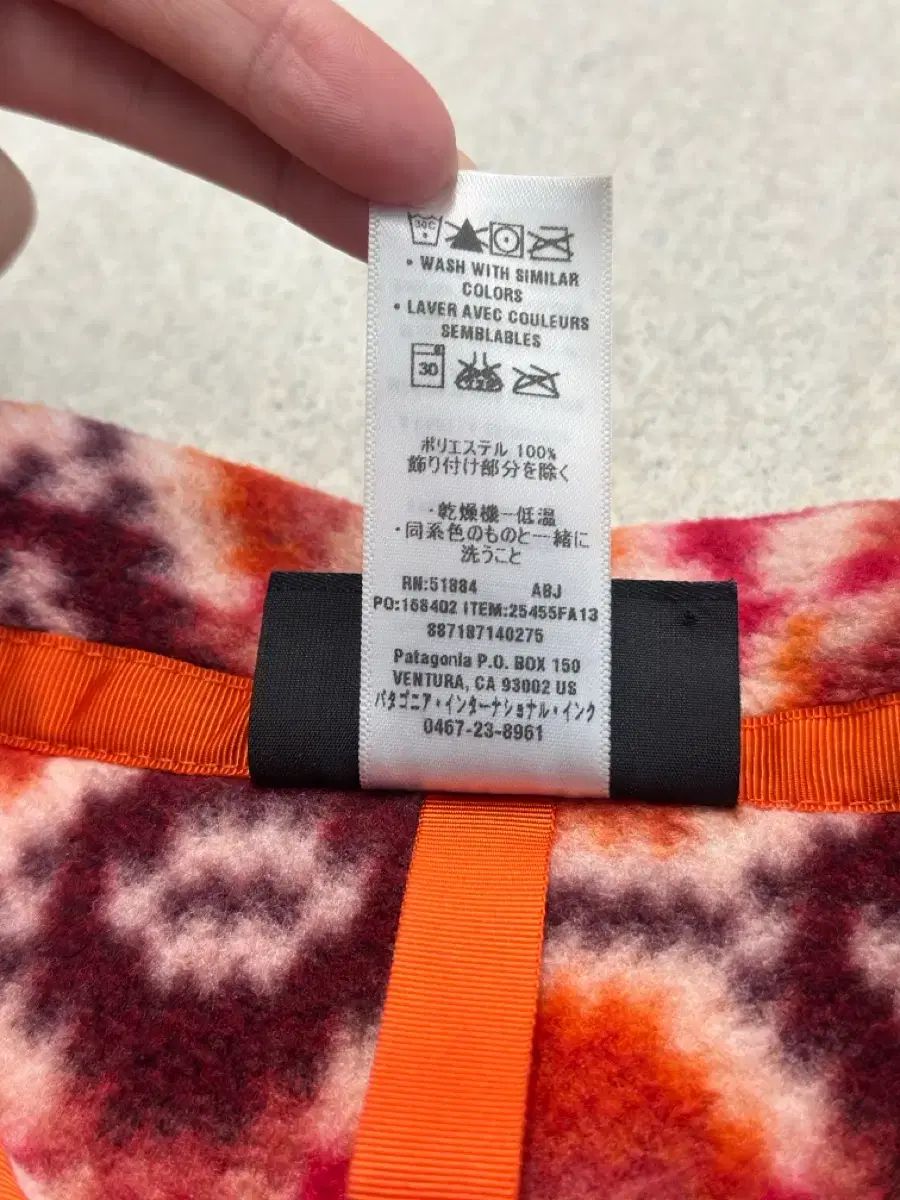 30C
• WASH WITH SIMILAR
COLORS
• LAVER AVEC COULEURS
SEMBLABLES
30
ポリエステル 100%
飾り付け部分を除く
・乾燥機－低温
・同系色のものと一緒に
洗うこと
RN:51884 ABJ
PO:168402 ITEM:25455FA13
887187140275
Patagonia P.O. BOX 150
VENTURA, CA 93002 US
パタゴニア・インターナショナル・インク
0467-23-8961